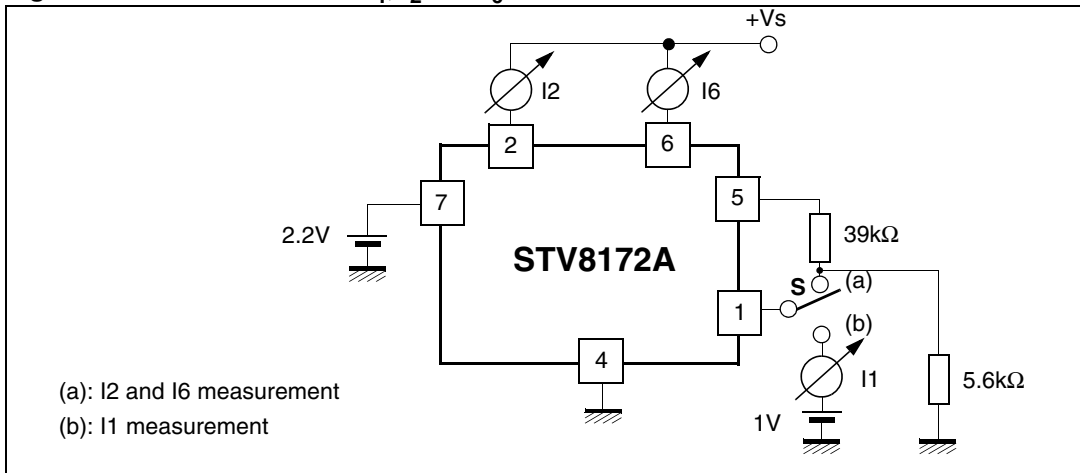 +Vs
I2
I6
2
6
7
5
2.2V
39kΩ
STV8172A
S
(a)
1
(b)
4
I1
5.6kΩ
(a): I2 and I6 measurement
(b): I1 measurement
1V